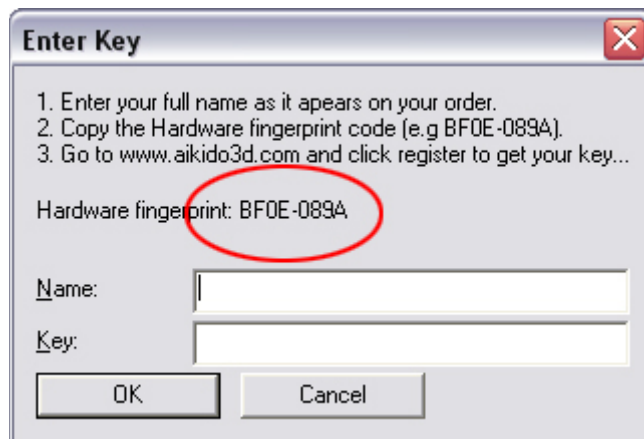 Enter Key
1. Enter your full name as it apears on your order.
2. Copy the Hardware fingerprint code (e.g BF0E-089A).
3. Go to www.aikido3d.com and click register to get your key...
Hardware fingerprint: BF0E-089A
Name:
Key:
OK Cancel